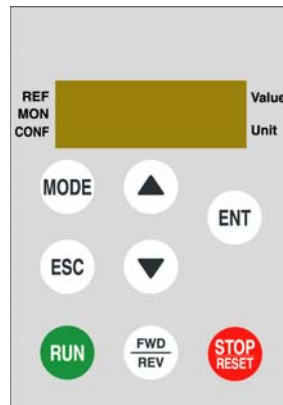 REF
MON
CONF
Value
Unit
MODE
ENT
ESC
RUN
FWD
REV
STOP
RESET